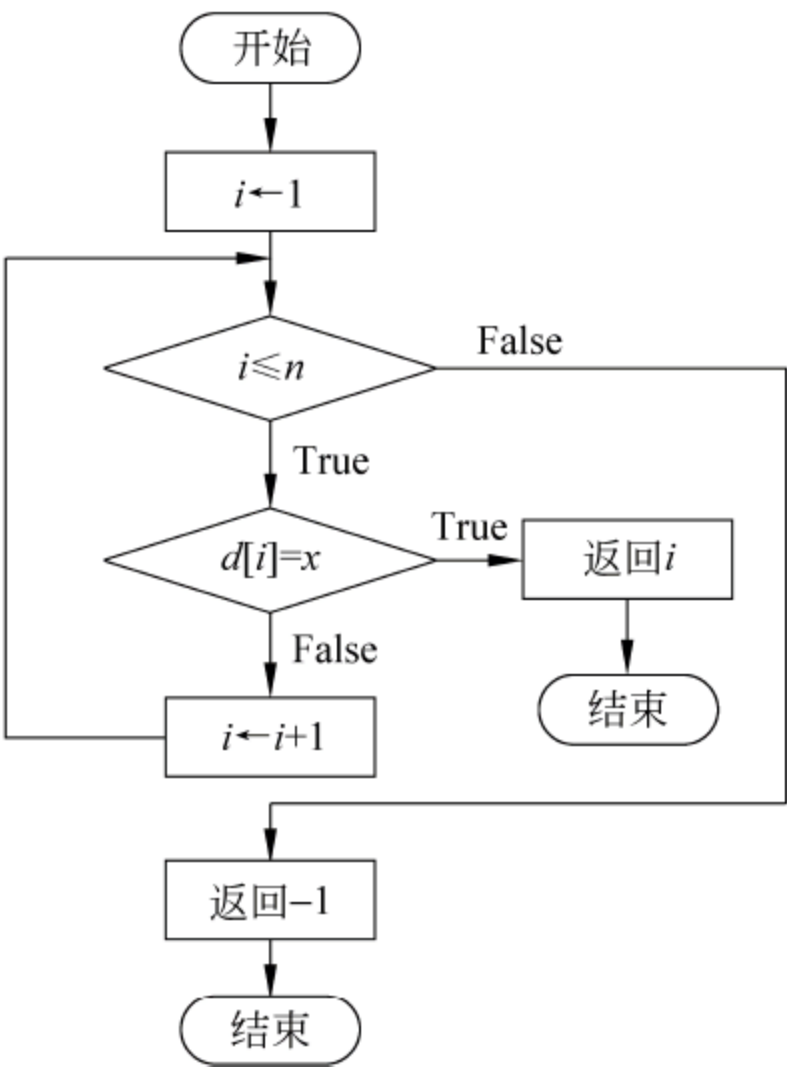 开始
i←1
i≤n
False
True
d[i]=x
True
返回i
False
结束
i←i+1
返回–1
结束